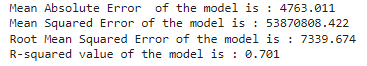 Mean Absolute Error  of the model is : 4763.011
Mean Squared Error of the model is : 53870808.422
Root Mean Squared Error of the model is : 7339.674
R-squared value of the model is : 0.701